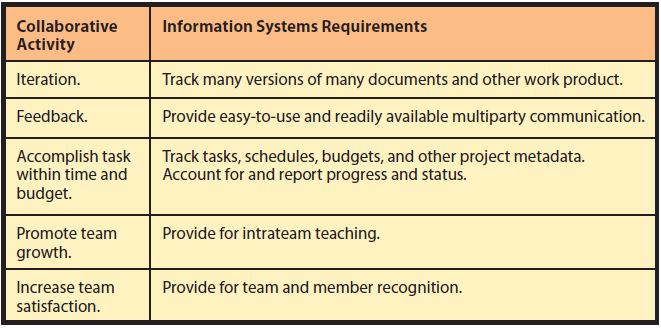 Collaborative Activity
Information Systems Requirements
Iteration.
Track many versions of many documents and other work product.
Feedback.
Provide easy-to-use and readily available multiparty communication.
Accomplish task
within time and
budget.
Track tasks, schedules, budgets, and other project metadata.
Account for and report progress and status.
Promote team
growth.
Provide for intrateam teaching.
Increase team
satisfaction.
Provide for team and member recognition.